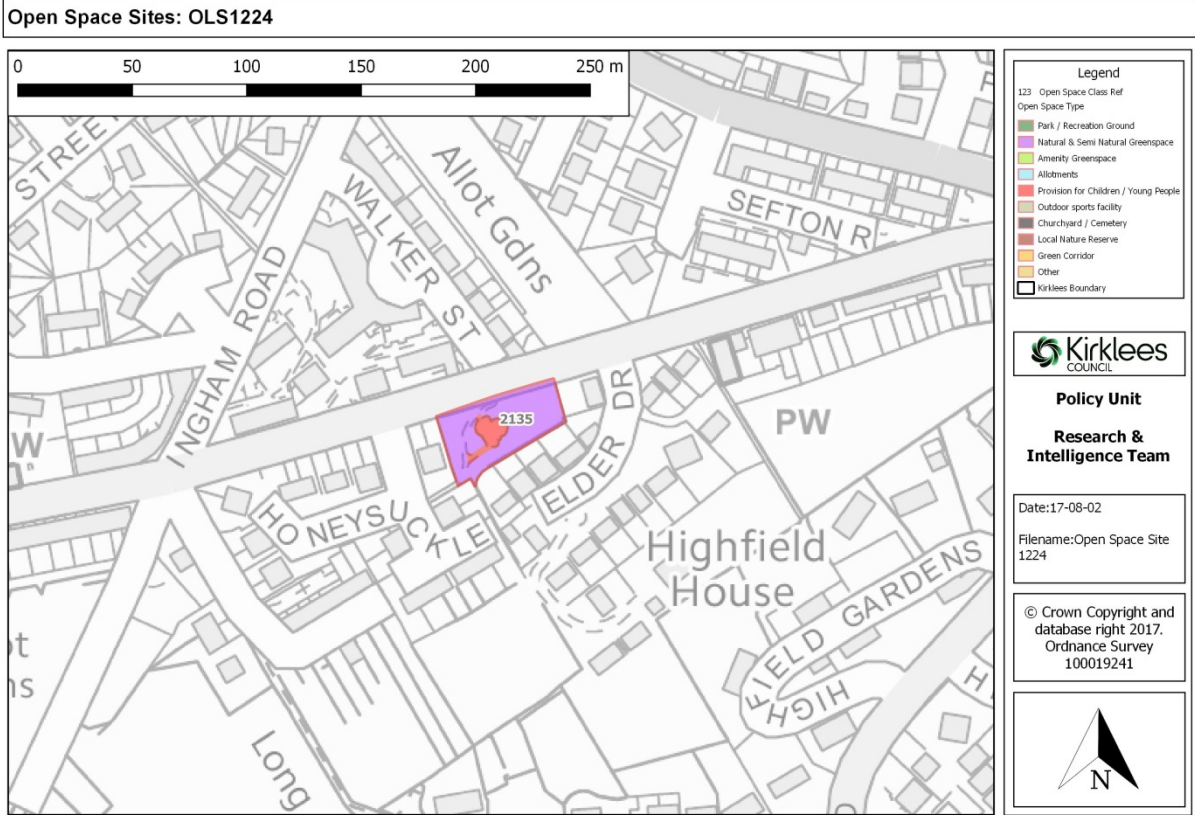 Open Space Sites: OLS1224
0 50 100 150 200 250 m
STREET
INGHAM ROAD
WALKER ST
Allot Gdns
SEFTON R
2135
PW
W
HONEYSUCKLE
ELDER DR
Highfield
House
HIGHFIELD GARDENS
Long
Legend
123 Open Space Class Ref
Open Space Type
Park / Recreation Ground
Natural & Semi Natural Greenspace
Amenity Greenspace
Allotments
Provision for Children / Young People
Outdoor sports facility
Churchyard / Cemetery
Local Nature Reserve
Green Corridor
Other
Kirklees Boundary
Kirklees
COUNCIL
Policy Unit
Research &
Intelligence Team
Date:17-08-02
Filename:Open Space Site
1224
© Crown Copyright and
database right 2017.
Ordnance Survey
100019241
N